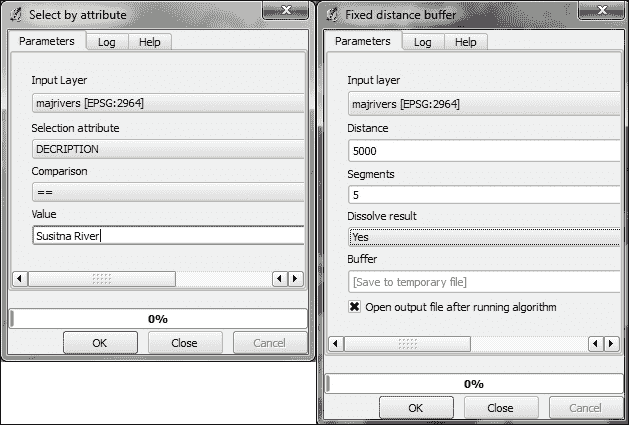 Select by attribute
X
Parameters
Log
Help
Input Layer
majrivers [EPSG:2964]
Selection attribute
DECRIPTION
Comparison
==
Value
Susitna River
0%
OK
Close
Cancel
Fixed distance buffer
X
Parameters
Log
Help
Input layer
majrivers [EPSG:2964]
Distance
5000
Segments
5
Dissolve result
Yes
Buffer
[Save to temporary file]
Open output file after running algorithm
0%
OK
Close
Cancel